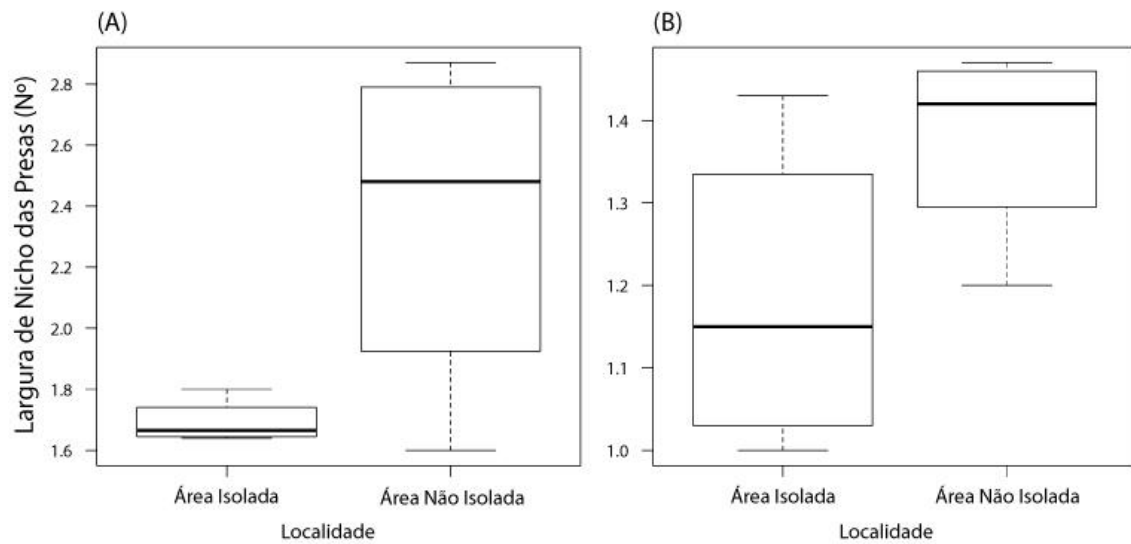 (A)
(B)
Largura de Nicho das Presas (Nº)
2.8
2.6
2.4
2.2
2.0
1.8
1.6
Área Isolada
Área Não Isolada
Localidade
1.4
1.3
1.2
1.1
1.0
Área Isolada
Área Não Isolada
Localidade